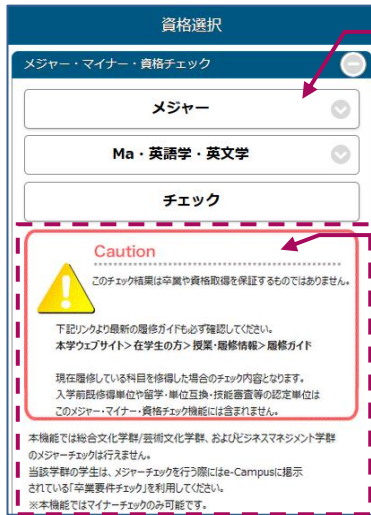 資格選択
メジャー・マイナー・資格チェック
メジャー
Ma・英語学・英文学
チェック
Caution
このチェック結果は卒業や資格取得を保証するものではありません。
下記リンクより最新の履修ガイドも必ず確認してください。
本学ウェブサイト>在学生の方>授業・履修情報>履修ガイド
現在履修している科目を修得した場合のチェック内容となります。
入学前既修得単位や留学・単位互換・技能審査等の認定単位は
このメジャー・マイナー・資格チェック機能には含まれません。
本機能では総合文化学群/芸術文化学群、およびビジネスマネジメント学群
のメジャーチェックは行えません。
当該学群の学生は、メジャーチェックを行う際にはe-Campusに掲示
されている「卒業要件チェック」を利用してください。
※本機能ではマイナーチェックのみ可能です。